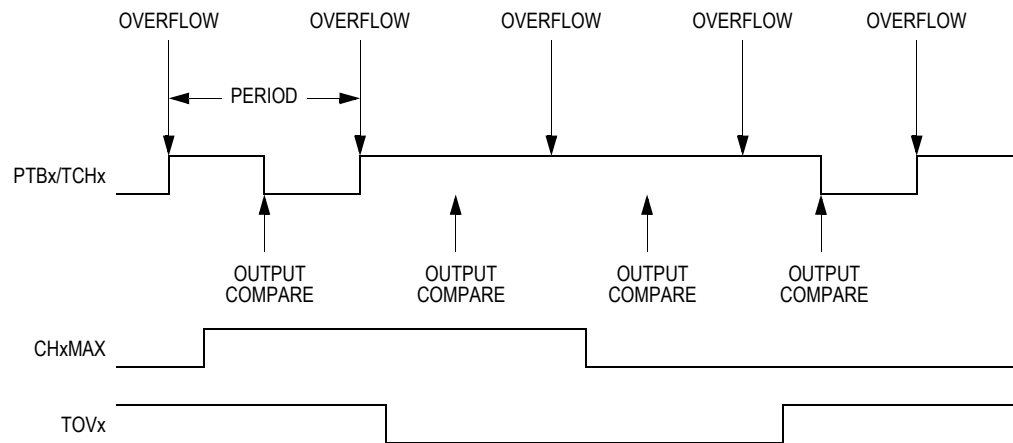 OVERFLOW OVERFLOW OVERFLOW OVERFLOW OVERFLOW
PERIOD
PTBx/TCHx
OUTPUT COMPARE
OUTPUT COMPARE
OUTPUT COMPARE
OUTPUT COMPARE
CHxMAX
TOVx